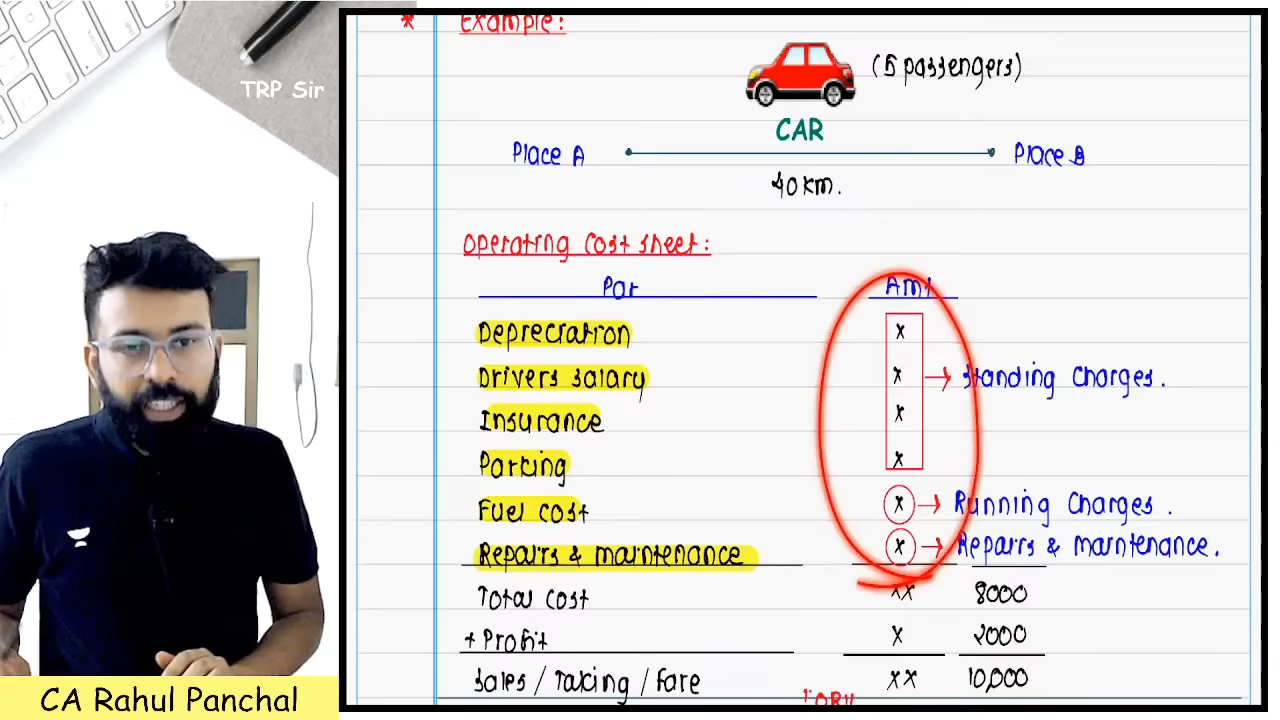 TRP Sir
* Example:
(5 passengers)
CAR
Place A
Place B
40 km.
Operating Cost sheet:
Par Amt
Depreciation x
Drivers salary x → Standing Charges.
Insurance x
Parking x
Fuel cost x → Running Charges.
Repairs & maintenance x → Repairs & maintenance.
Total cost xx 8000
+ Profit x 2000
Sales / Taking / Fare xx 10,000
CA Rahul Panchal